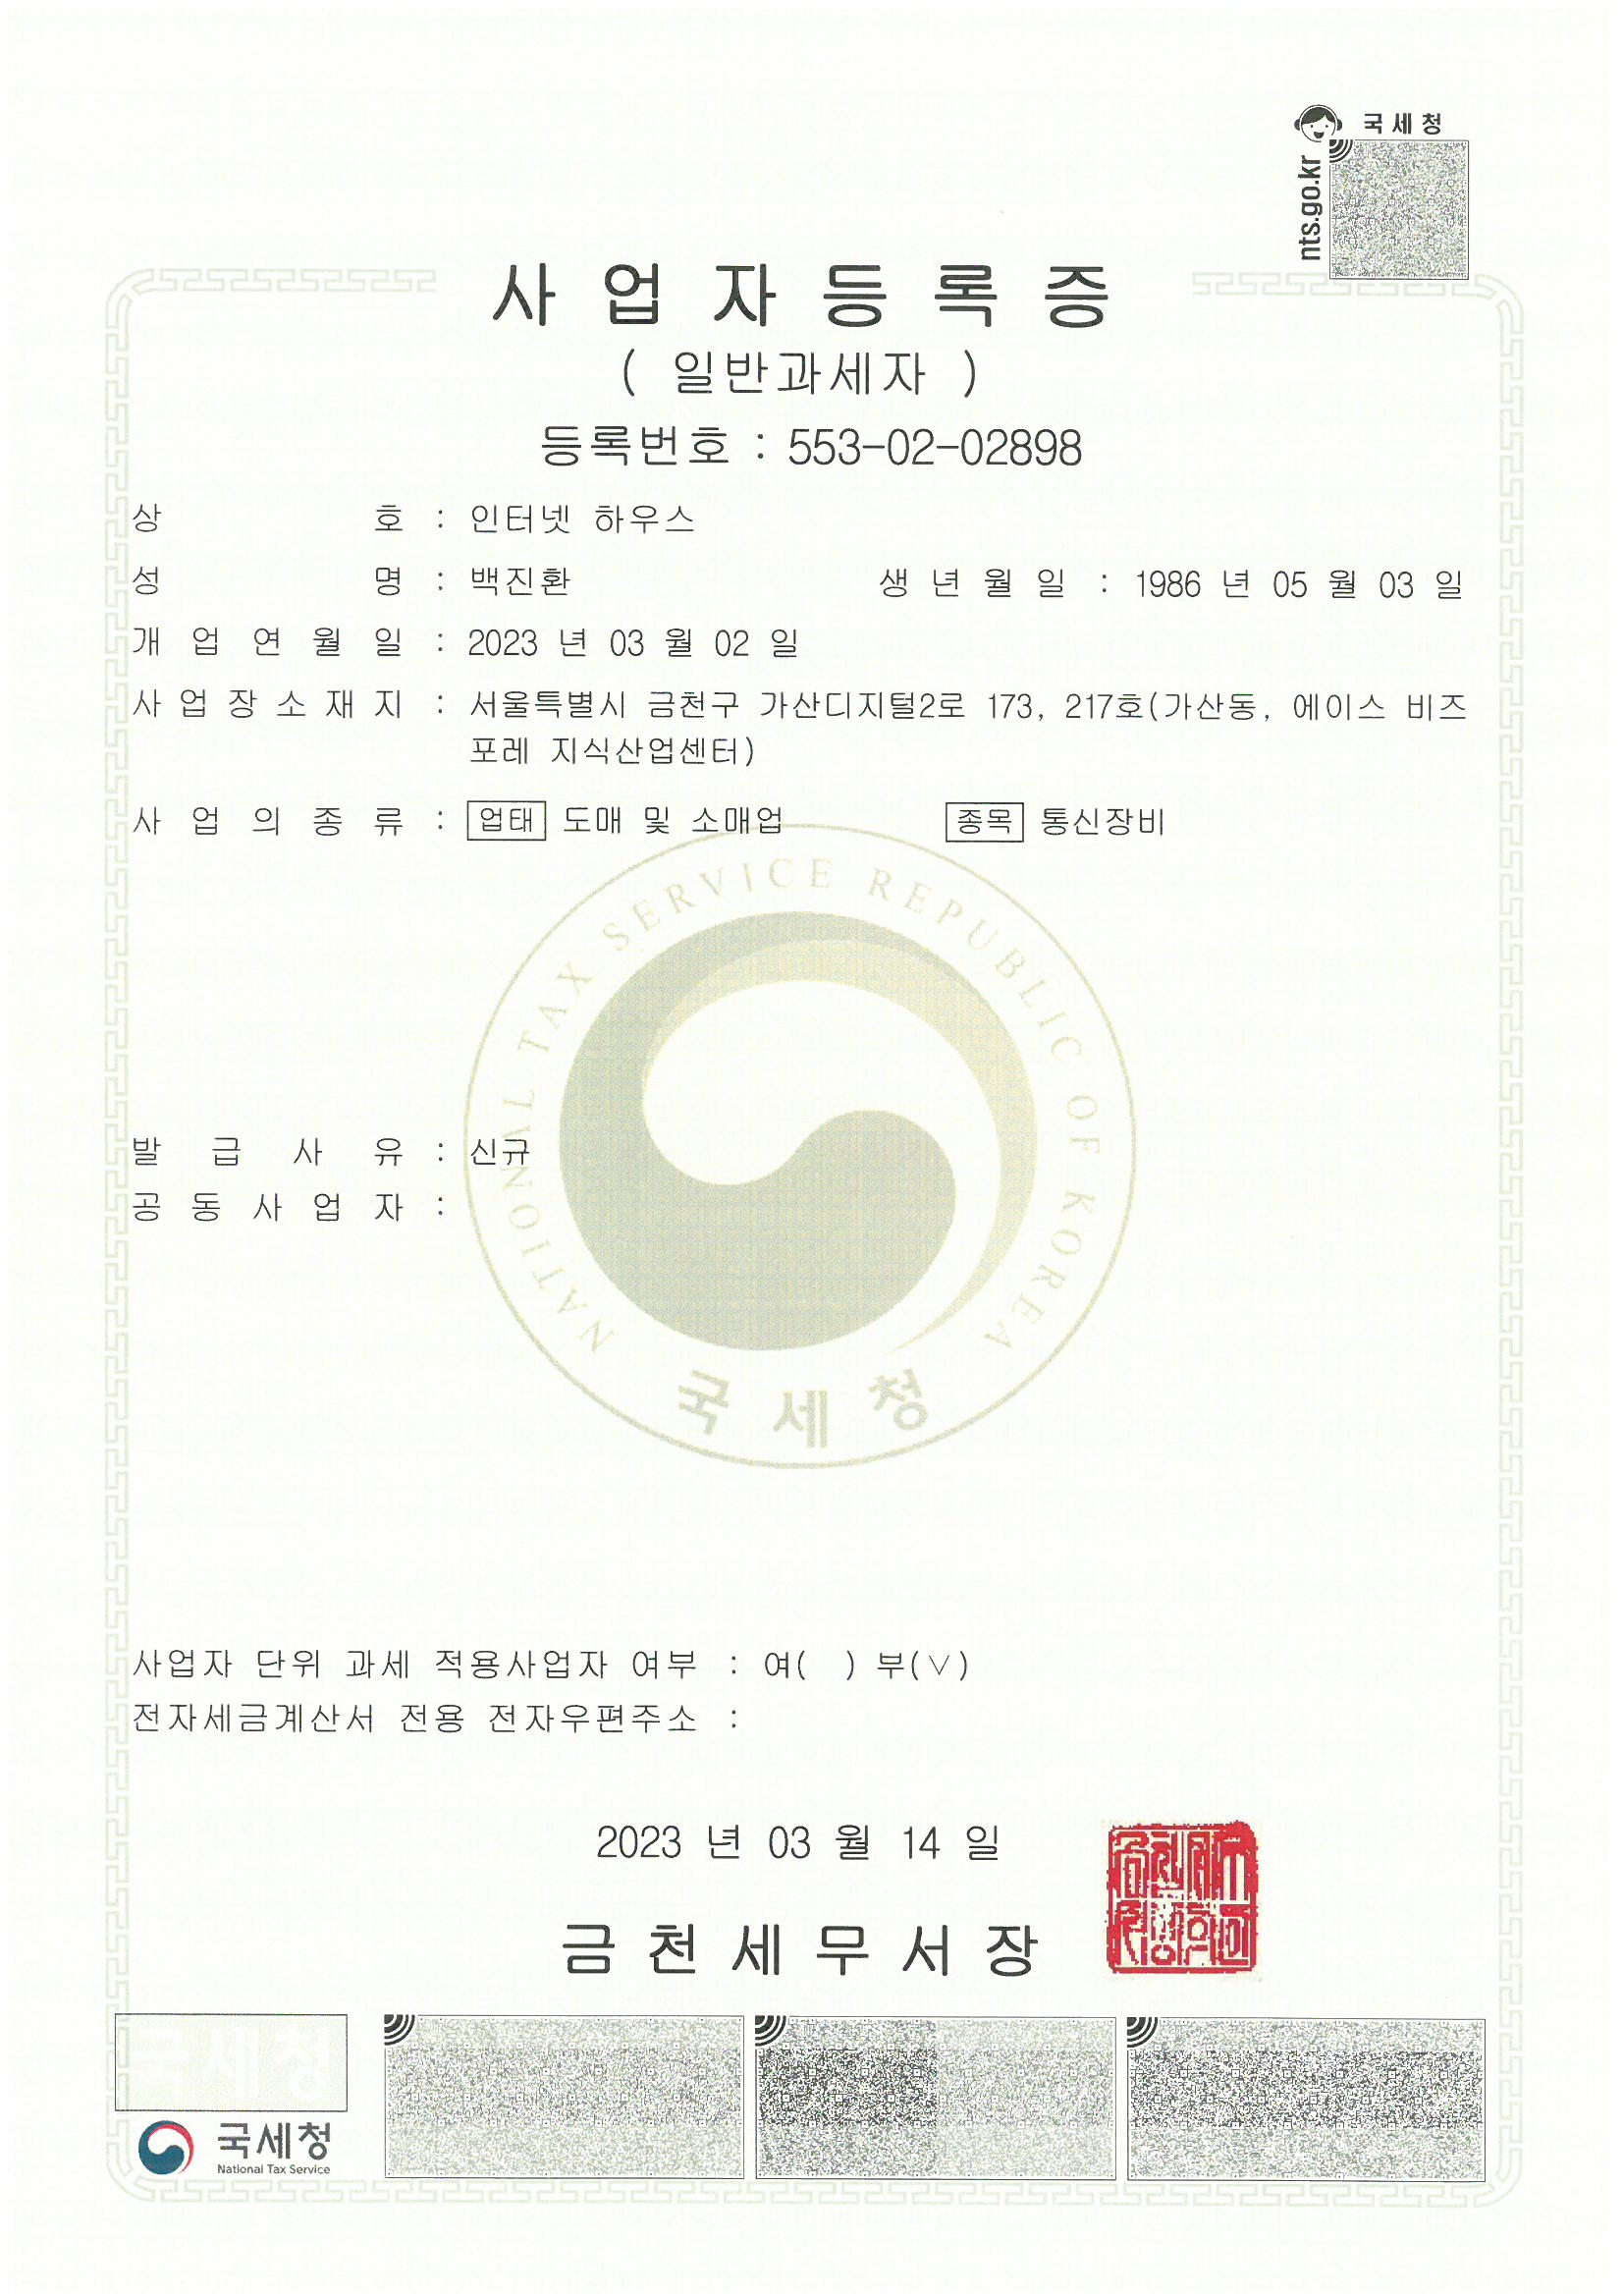 국세청
nts.go.kr
사업자등록증
( 일반과세자 )
등록번호 : 553-02-02898
상 호 : 인터넷 하우스
성 명 : 백진환 생 년 월 일 : 1986 년 05 월 03 일
개 업 연 월 일 : 2023 년 03 월 02 일
사 업 장 소 재 지 : 서울특별시 금천구 가산디지털2로 173, 217호(가산동, 에이스 비즈
포레 지식산업센터)
사 업 의 종 류 : 업태 도매 및 소매업 종목 통신장비
NATIONAL TAX SERVICE REPUBLIC OF KOREA
발 급 사 유 : 신규
공 동 사 업 자 :
국세청
사업자 단위 과세 적용사업자 여부 : 여( ) 부(∨)
전자세금계산서 전용 전자우편주소 :
2023 년 03 월 14 일
금천세무서장
국세청
국세청
National Tax Service